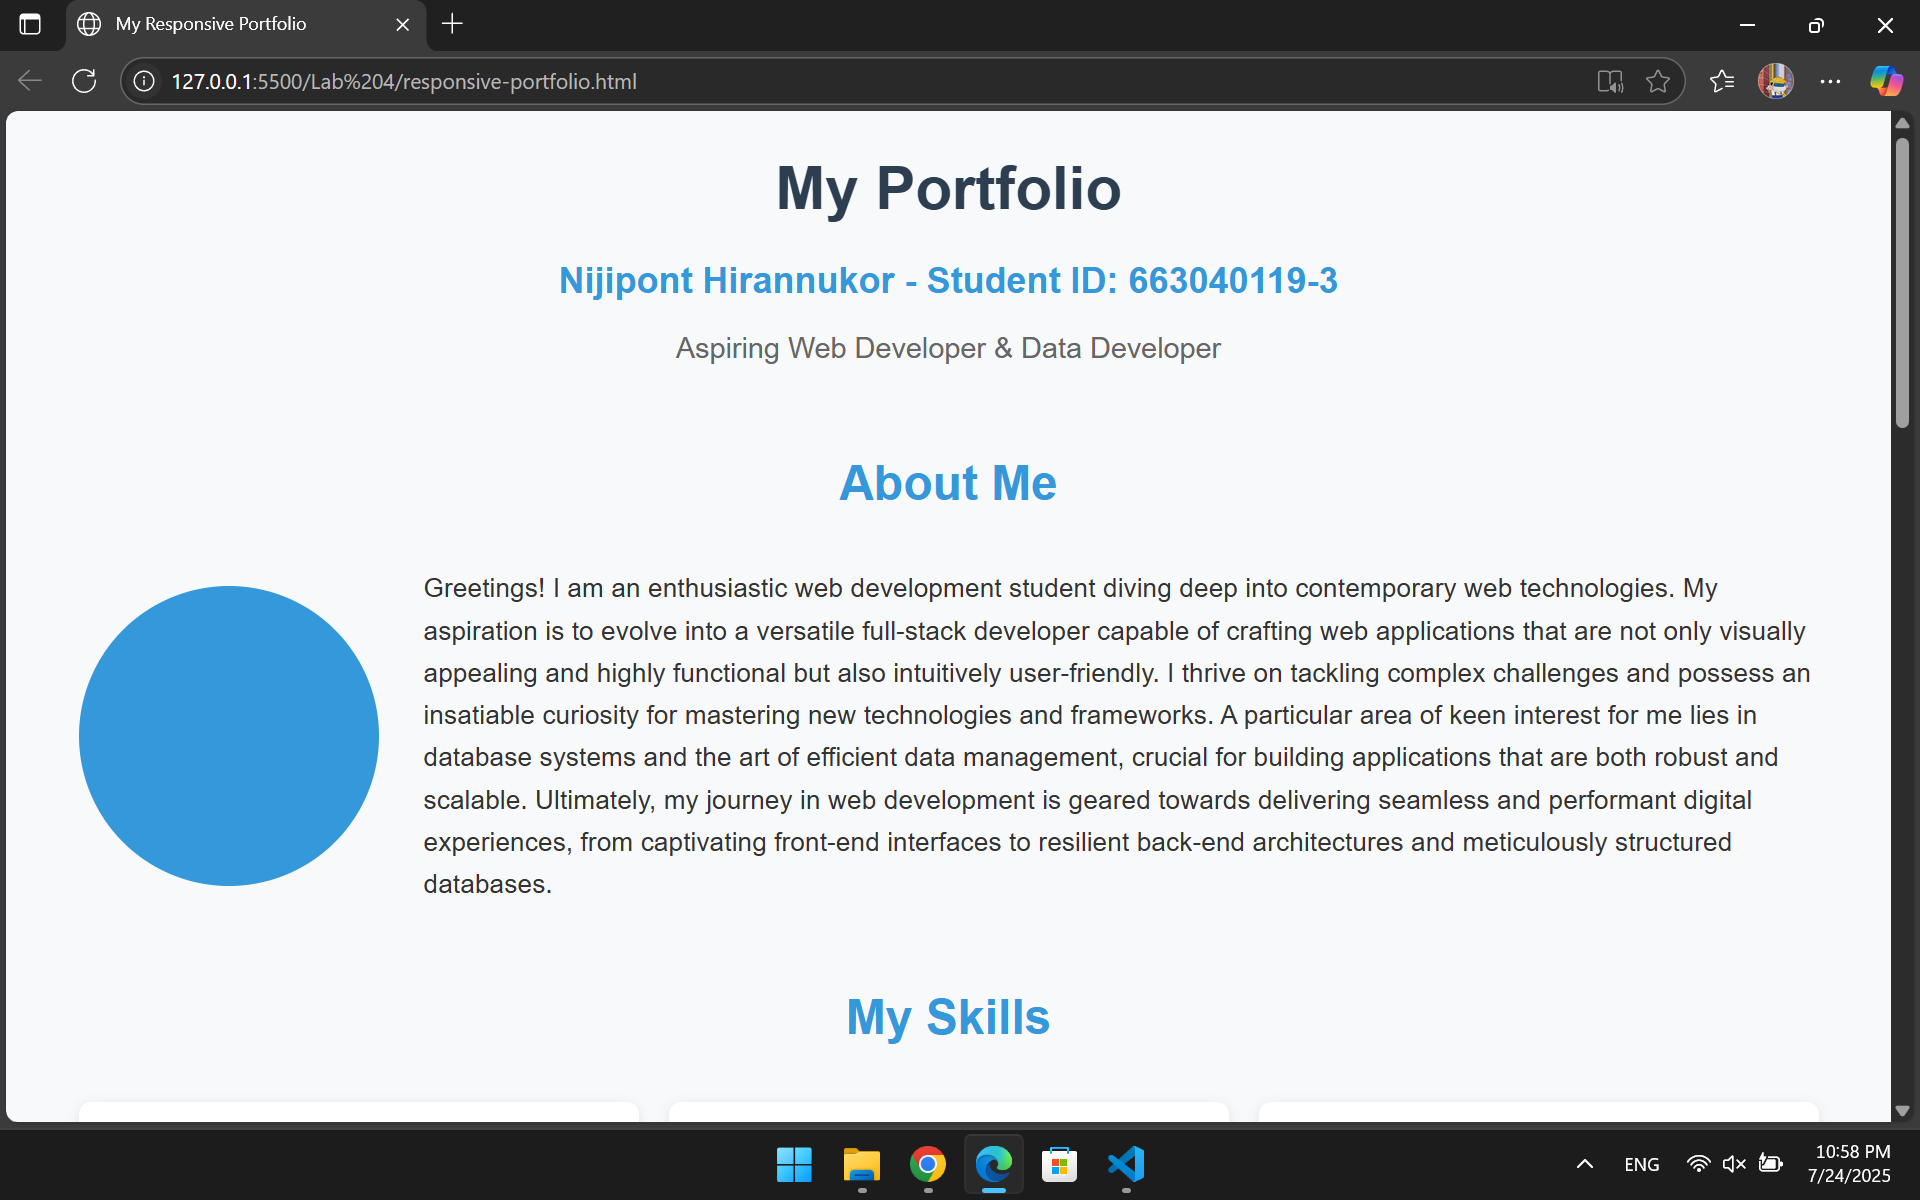 My Responsive Portfolio
127.0.0.1:5500/Lab%204/responsive-portfolio.html
My Portfolio
Nijipont Hirannukor - Student ID: 663040119-3
Aspiring Web Developer & Data Developer
About Me
Greetings! I am an enthusiastic web development student diving deep into contemporary web technologies. My
aspiration is to evolve into a versatile full-stack developer capable of crafting web applications that are not only visually
appealing and highly functional but also intuitively user-friendly. I thrive on tackling complex challenges and possess an
insatiable curiosity for mastering new technologies and frameworks. A particular area of keen interest for me lies in
database systems and the art of efficient data management, crucial for building applications that are both robust and
scalable. Ultimately, my journey in web development is geared towards delivering seamless and performant digital
experiences, from captivating front-end interfaces to resilient back-end architectures and meticulously structured
databases.
My Skills
ENG
10:58 PM
7/24/2025